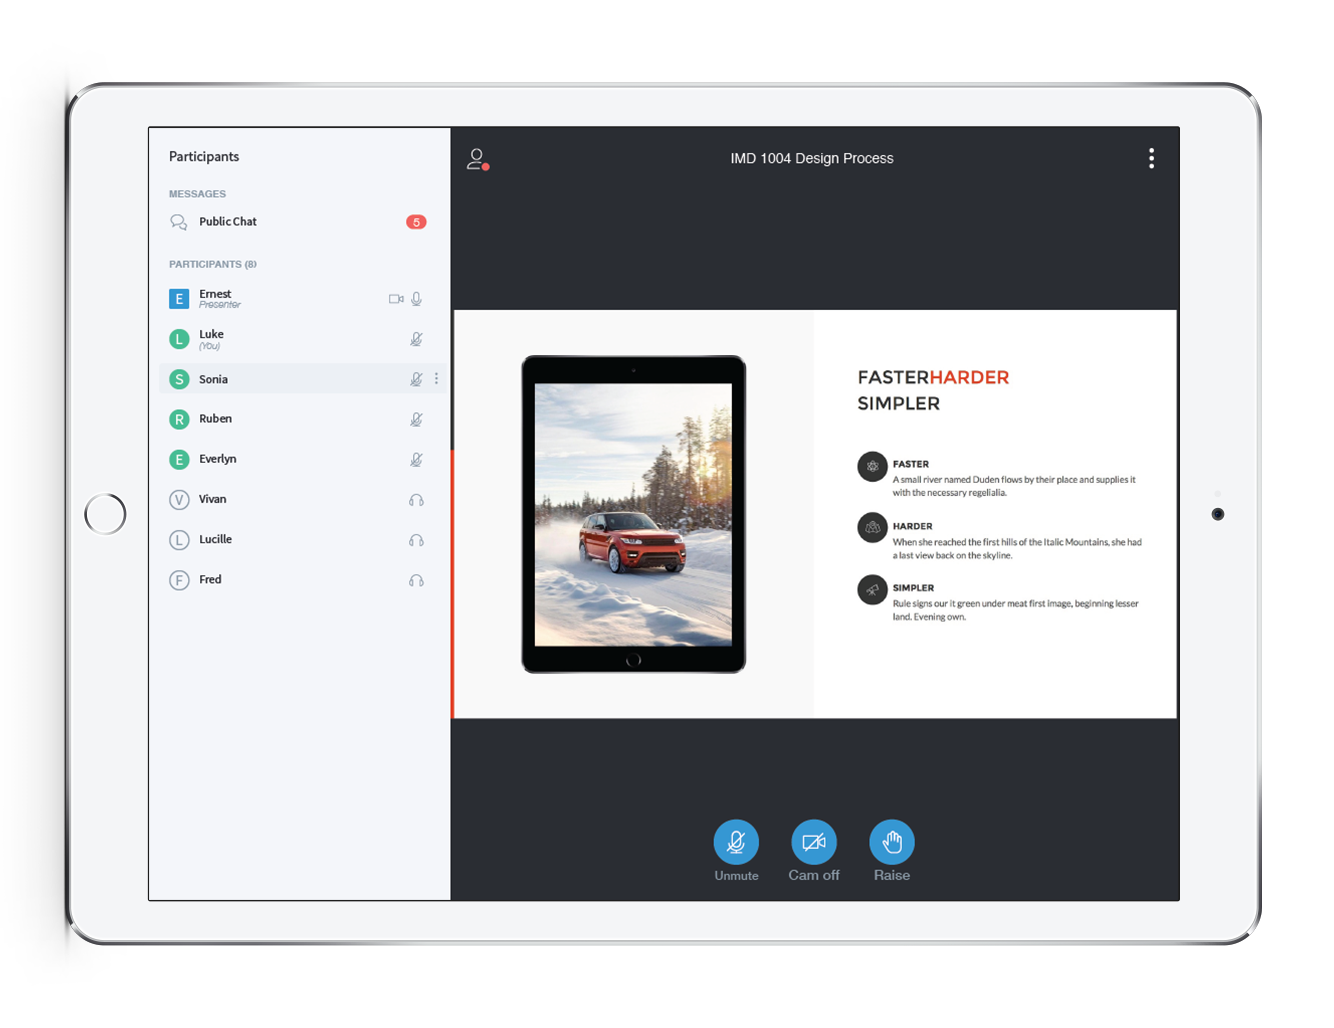 Participants
MESSAGES
Public Chat
5
PARTICIPANTS (8)
E
Ernest
Presenter
L
Luke
(You)
S
Sonia
R
Ruben
E
Everlyn
V
Vivan
L
Lucille
F
Fred
IMD 1004 Design Process
FASTERHARDER
SIMPLER
FASTER
A small river named Duden flows by their place and supplies it
with the necessary regelialia.
HARDER
When she reached the first hills of the Italic Mountains, she had
a last view back on the skyline.
SIMPLER
Rule signs our it green under meat first image, beginning lesser
land. Evening own.
Unmute
Cam off
Raise